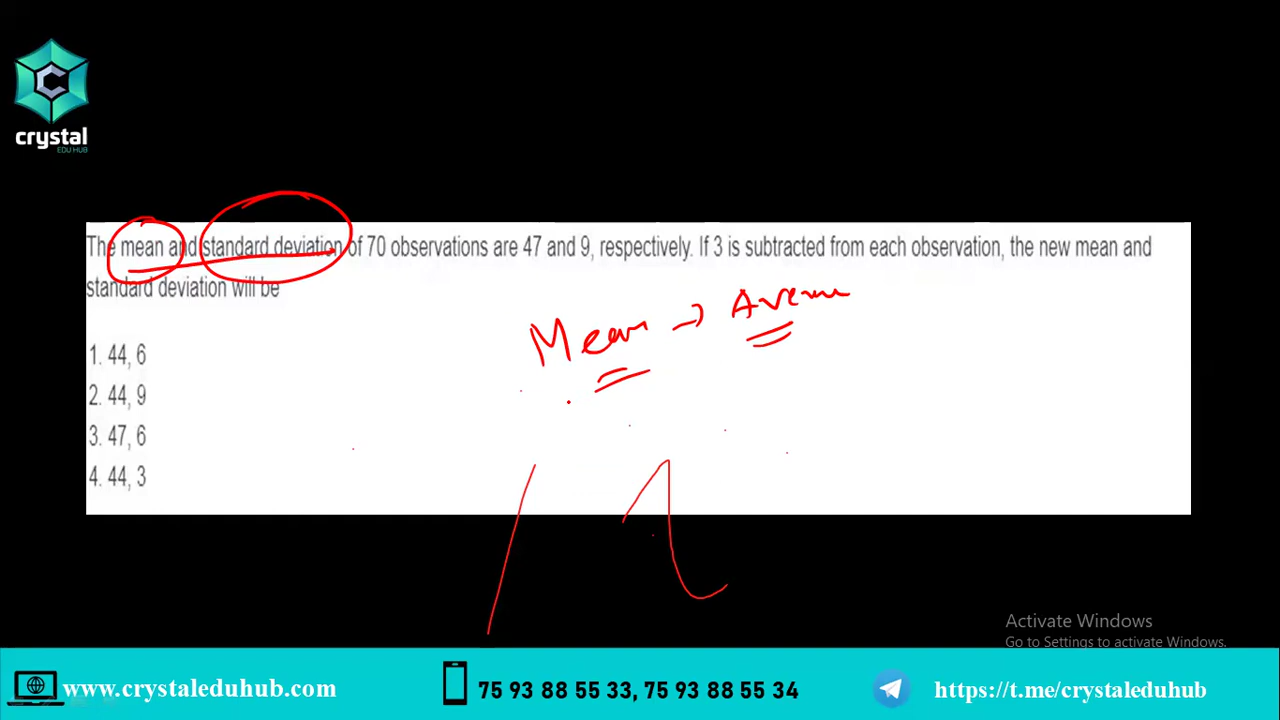 crystal
EDU HUB
The mean and standard deviation of 70 observations are 47 and 9, respectively. If 3 is subtracted from each observation, the new mean and
standard deviation will be
Mean →
1. 44, 6
2. 44, 9
3. 47, 6
4. 44, 3
Activate Windows
Go to Settings to activate Windows.
www.crystaleduhub.com
75 93 88 55 33, 75 93 88 55 34
https://t.me/crystaleduhub